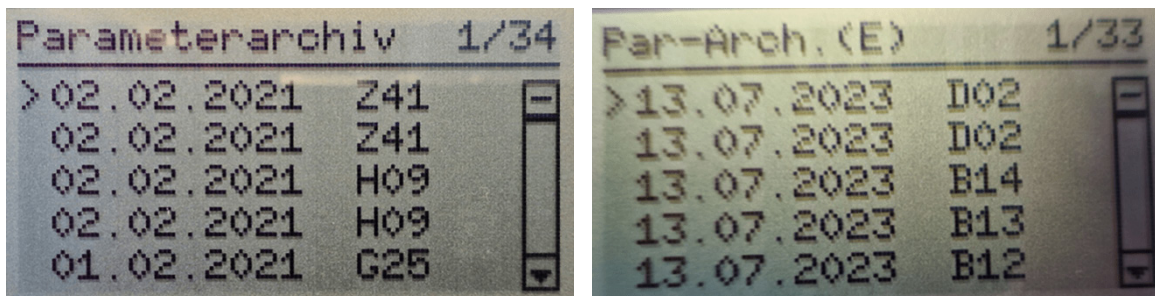 Parameterarchiv 1/34
>02.02.2021 Z41
02.02.2021 Z41
02.02.2021 H09
02.02.2021 H09
01.02.2021 G25
Par-Arch.(E) 1/33
>13.07.2023 D02
13.07.2023 D02
13.07.2023 B14
13.07.2023 B13
13.07.2023 B12